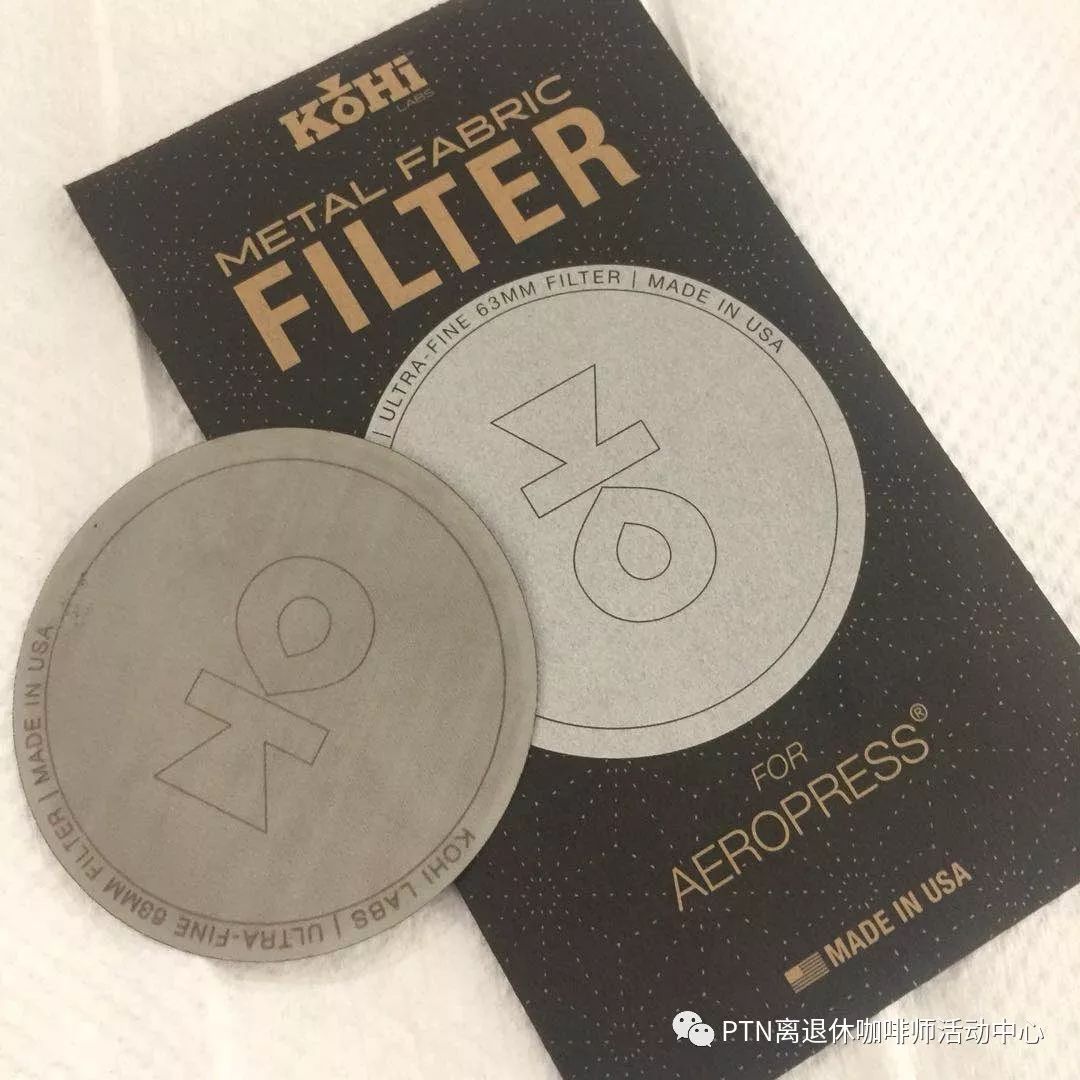 KoHi
LABS
METAL FABRIC
FILTER
| ULTRA-FINE 63MM FILTER | MADE IN USA
KOHI LABS | ULTRA-FINE 63MM FILTER | MADE IN USA
FOR
AEROPRESS®
MADE IN USA
PTN离退休咖啡师活动中心